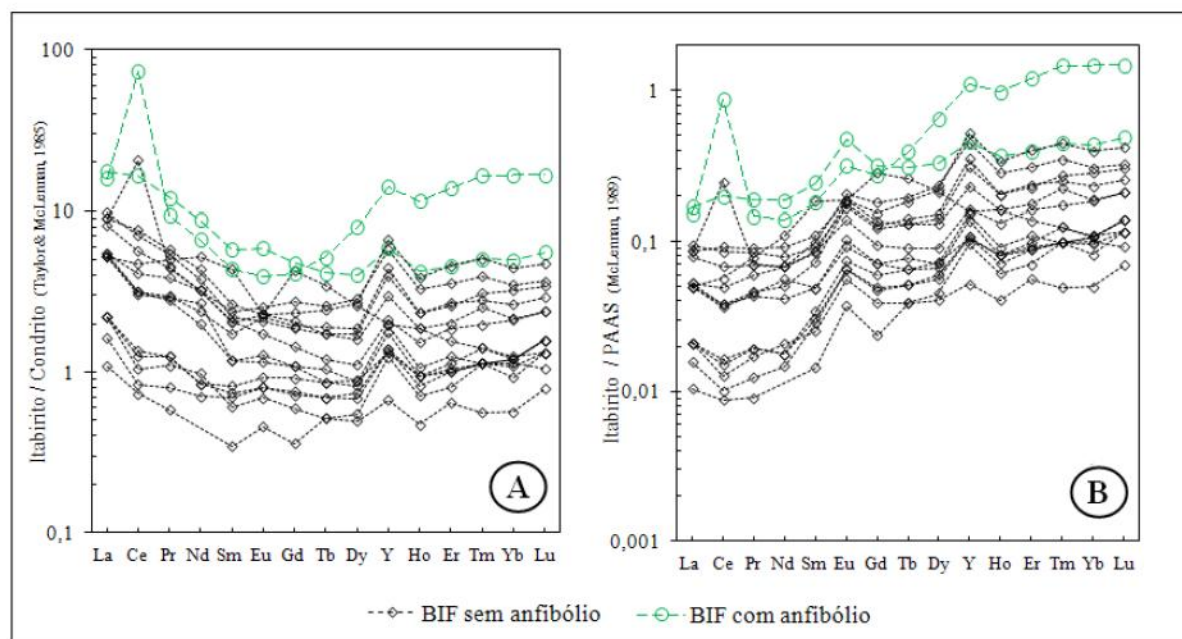 Itabirito / Condrito (Taylor& McLennan, 1985)
100
10
1
0,1
La Ce Pr Nd Sm Eu Gd Tb Dy Y Ho Er Tm Yb Lu
A
Itabirito / PAAS (McLennan, 1989)
1
0,1
0,01
0,001
La Ce Pr Nd Sm Eu Gd Tb Dy Y Ho Er Tm Yb Lu
B
BIF sem anfibólio BIF com anfibólio